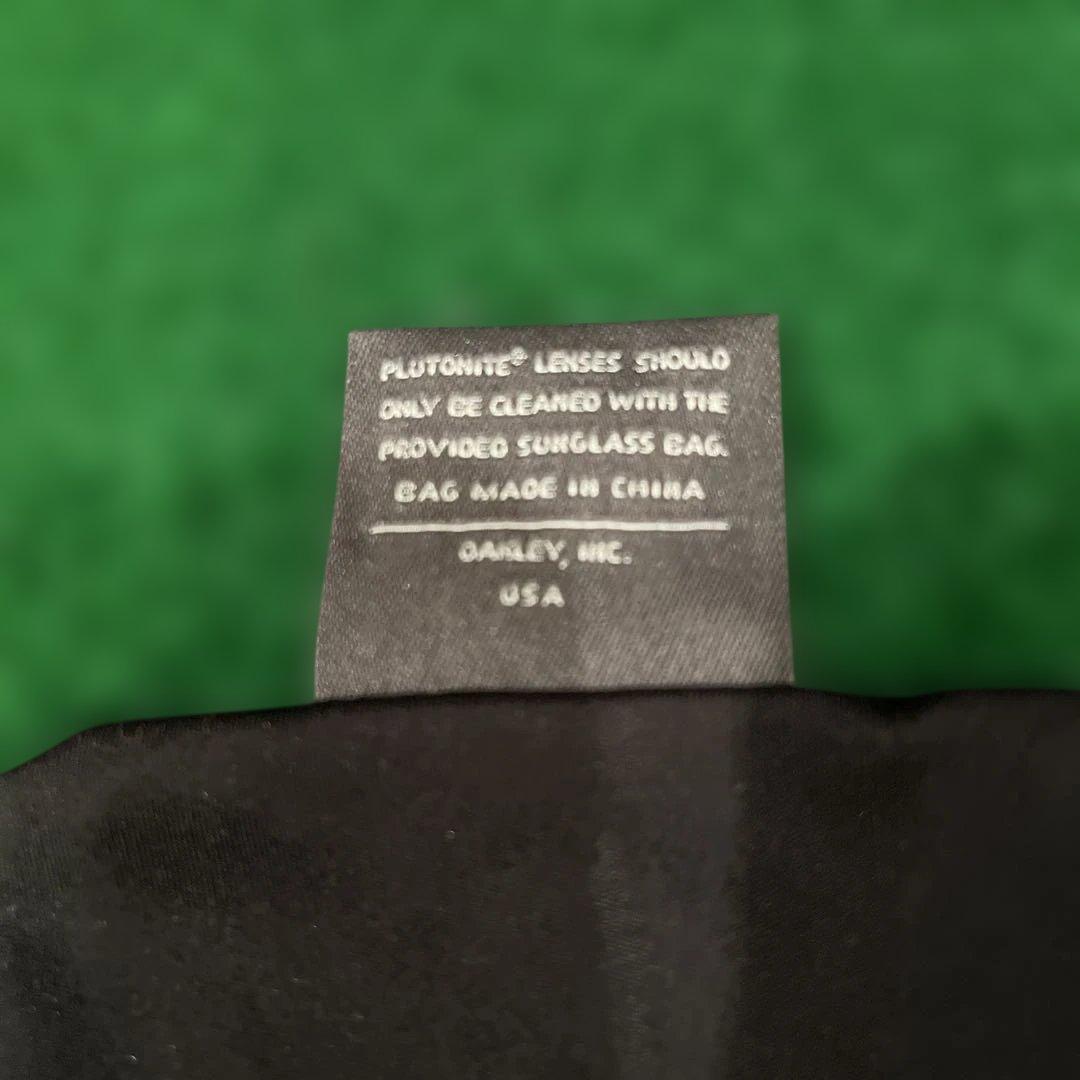 PLUTONITE® LENSES SHOULD
ONLY BE CLEANED WITH THE
PROVIDED SUNGLASS BAG.
BAG MADE IN CHINA
OAKLEY, INC.
USA